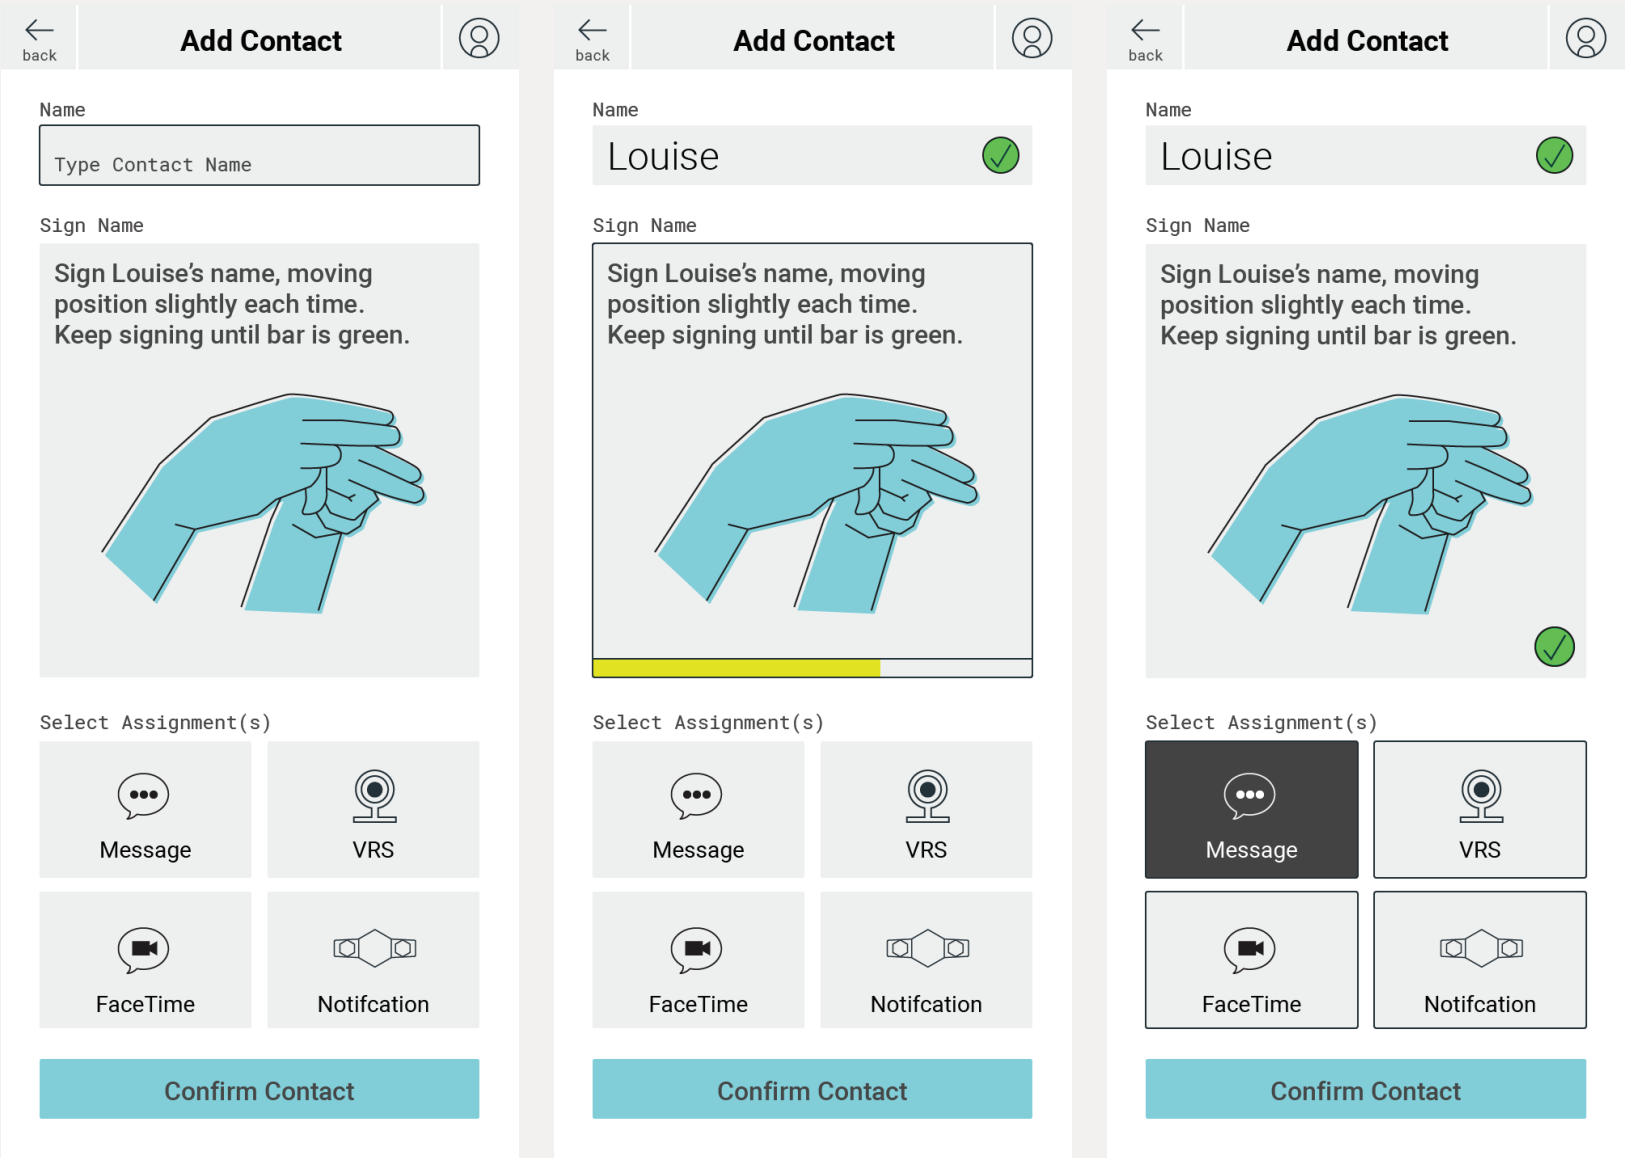 back
Add Contact
Name
Type Contact Name
Sign Name
Sign Louise’s name, moving
position slightly each time.
Keep signing until bar is green.
Select Assignment(s)
Message
VRS
FaceTime
Notifcation
Confirm Contact
back
Add Contact
Name
Louise
Sign Name
Sign Louise’s name, moving
position slightly each time.
Keep signing until bar is green.
Select Assignment(s)
Message
VRS
FaceTime
Notifcation
Confirm Contact
back
Add Contact
Name
Louise
Sign Name
Sign Louise’s name, moving
position slightly each time.
Keep signing until bar is green.
Select Assignment(s)
Message
VRS
FaceTime
Notifcation
Confirm Contact